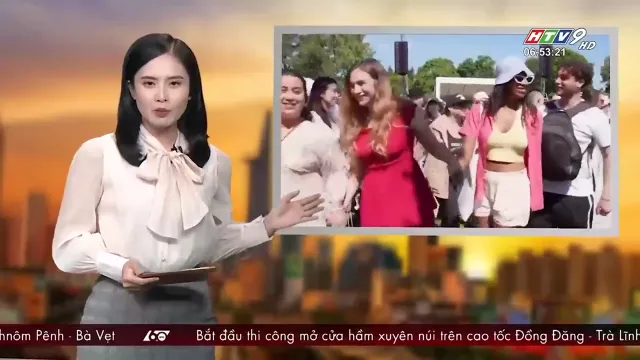 HTV9 HD
06:53:21
hnôm Pênh - Bà Vẹt
60
Bắt đầu thi công mở cửa hầm xuyên núi trên cao tốc Đồng Đăng - Trà Lĩnh